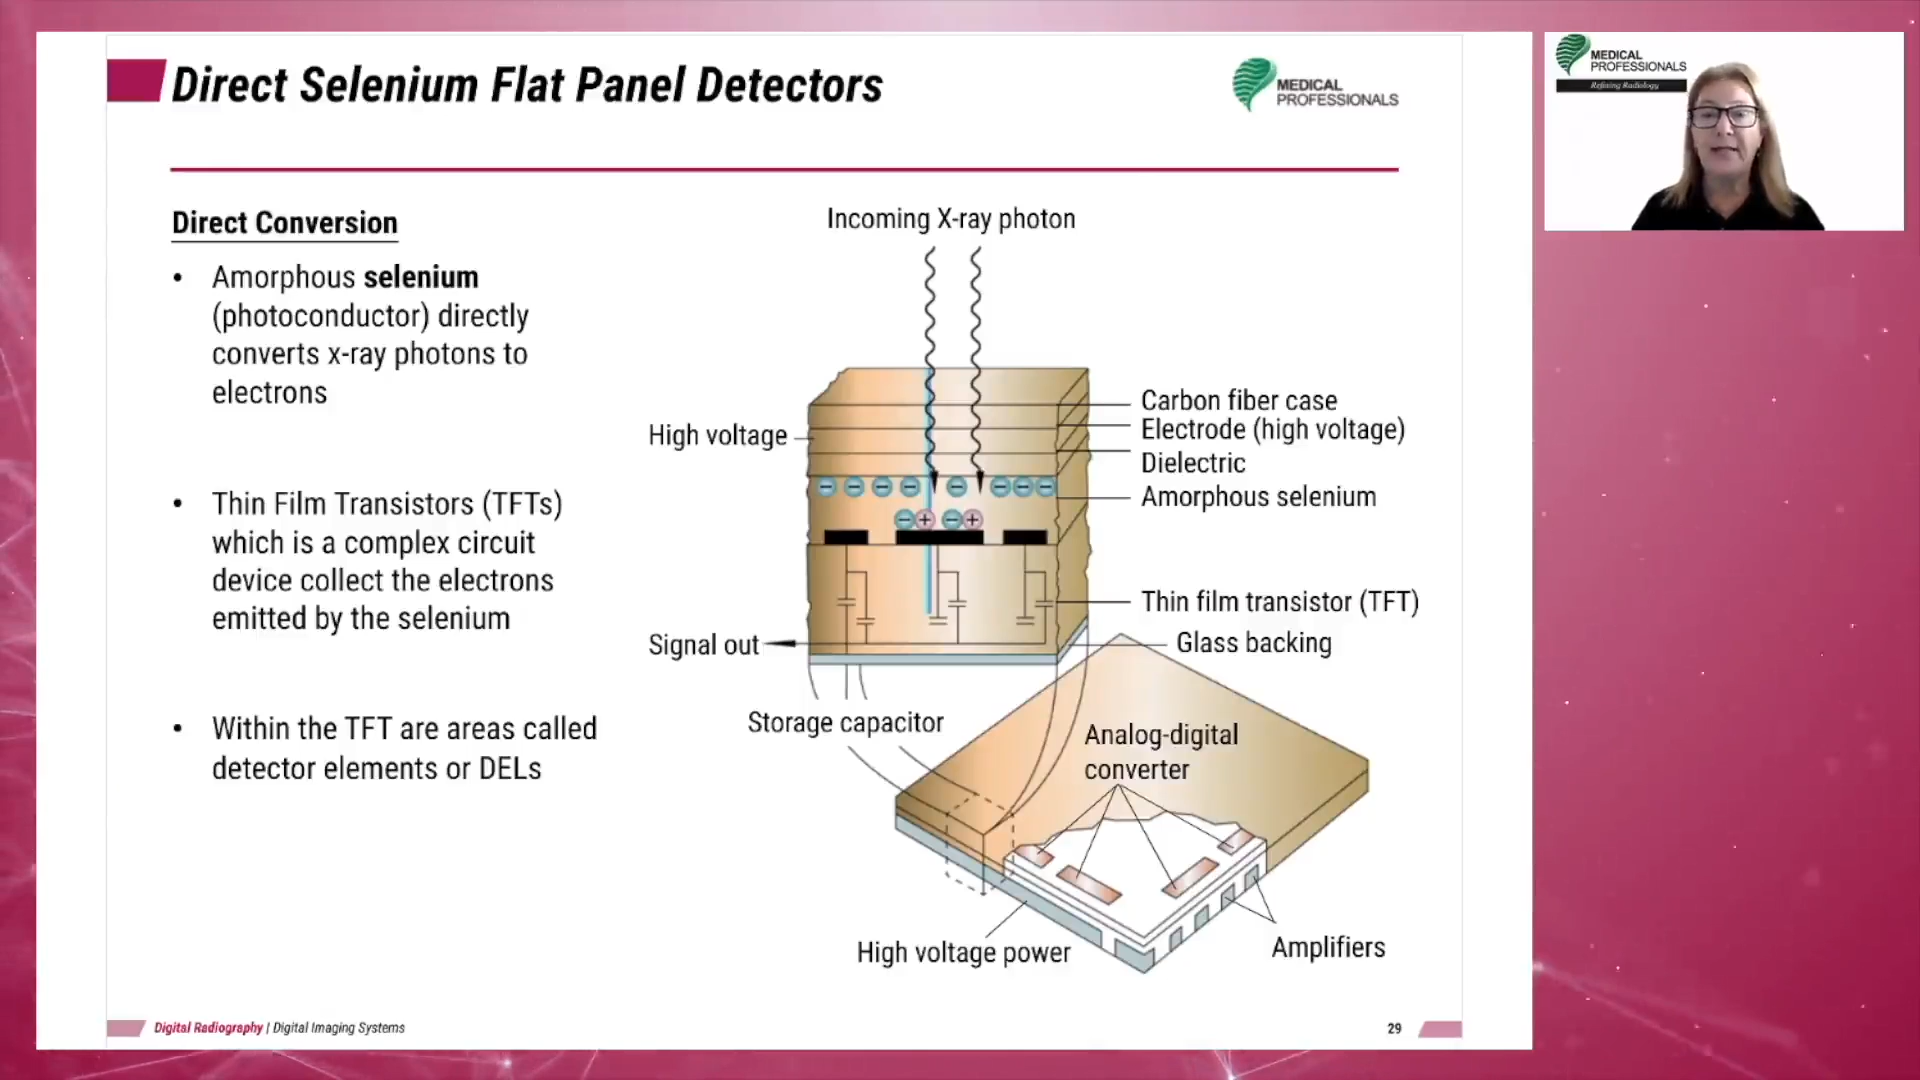 Direct Selenium Flat Panel Detectors
MEDICAL
PROFESSIONALS
MEDICAL
PROFESSIONALS
Refining Radiology
Direct Conversion
• Amorphous selenium
(photoconductor) directly
converts x-ray photons to
electrons
• Thin Film Transistors (TFTs)
which is a complex circuit
device collect the electrons
emitted by the selenium
• Within the TFT are areas called
detector elements or DELs
Incoming X-ray photon
High voltage
Carbon fiber case
Electrode (high voltage)
Dielectric
Amorphous selenium
Thin film transistor (TFT)
Signal out
Glass backing
Storage capacitor
Analog-digital
converter
High voltage power
Amplifiers
Digital Radiography | Digital Imaging Systems
29